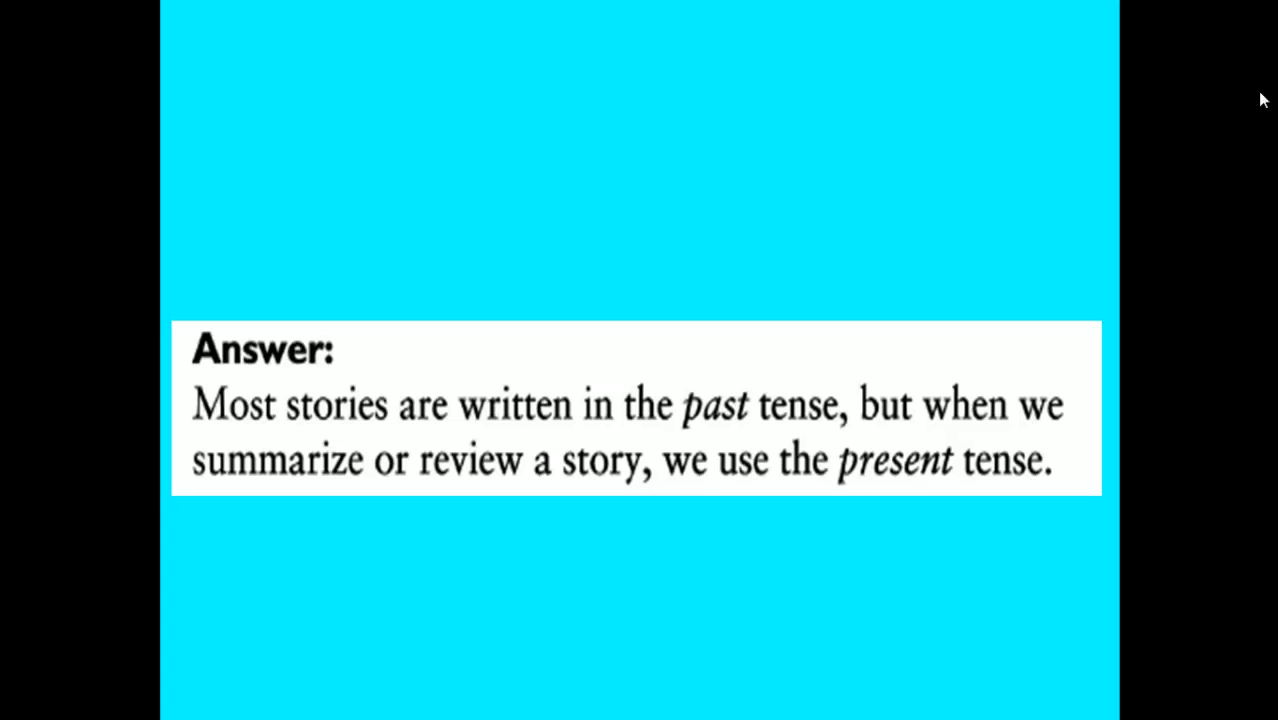 Answer:
Most stories are written in the past tense, but when we
summarize or review a story, we use the present tense.